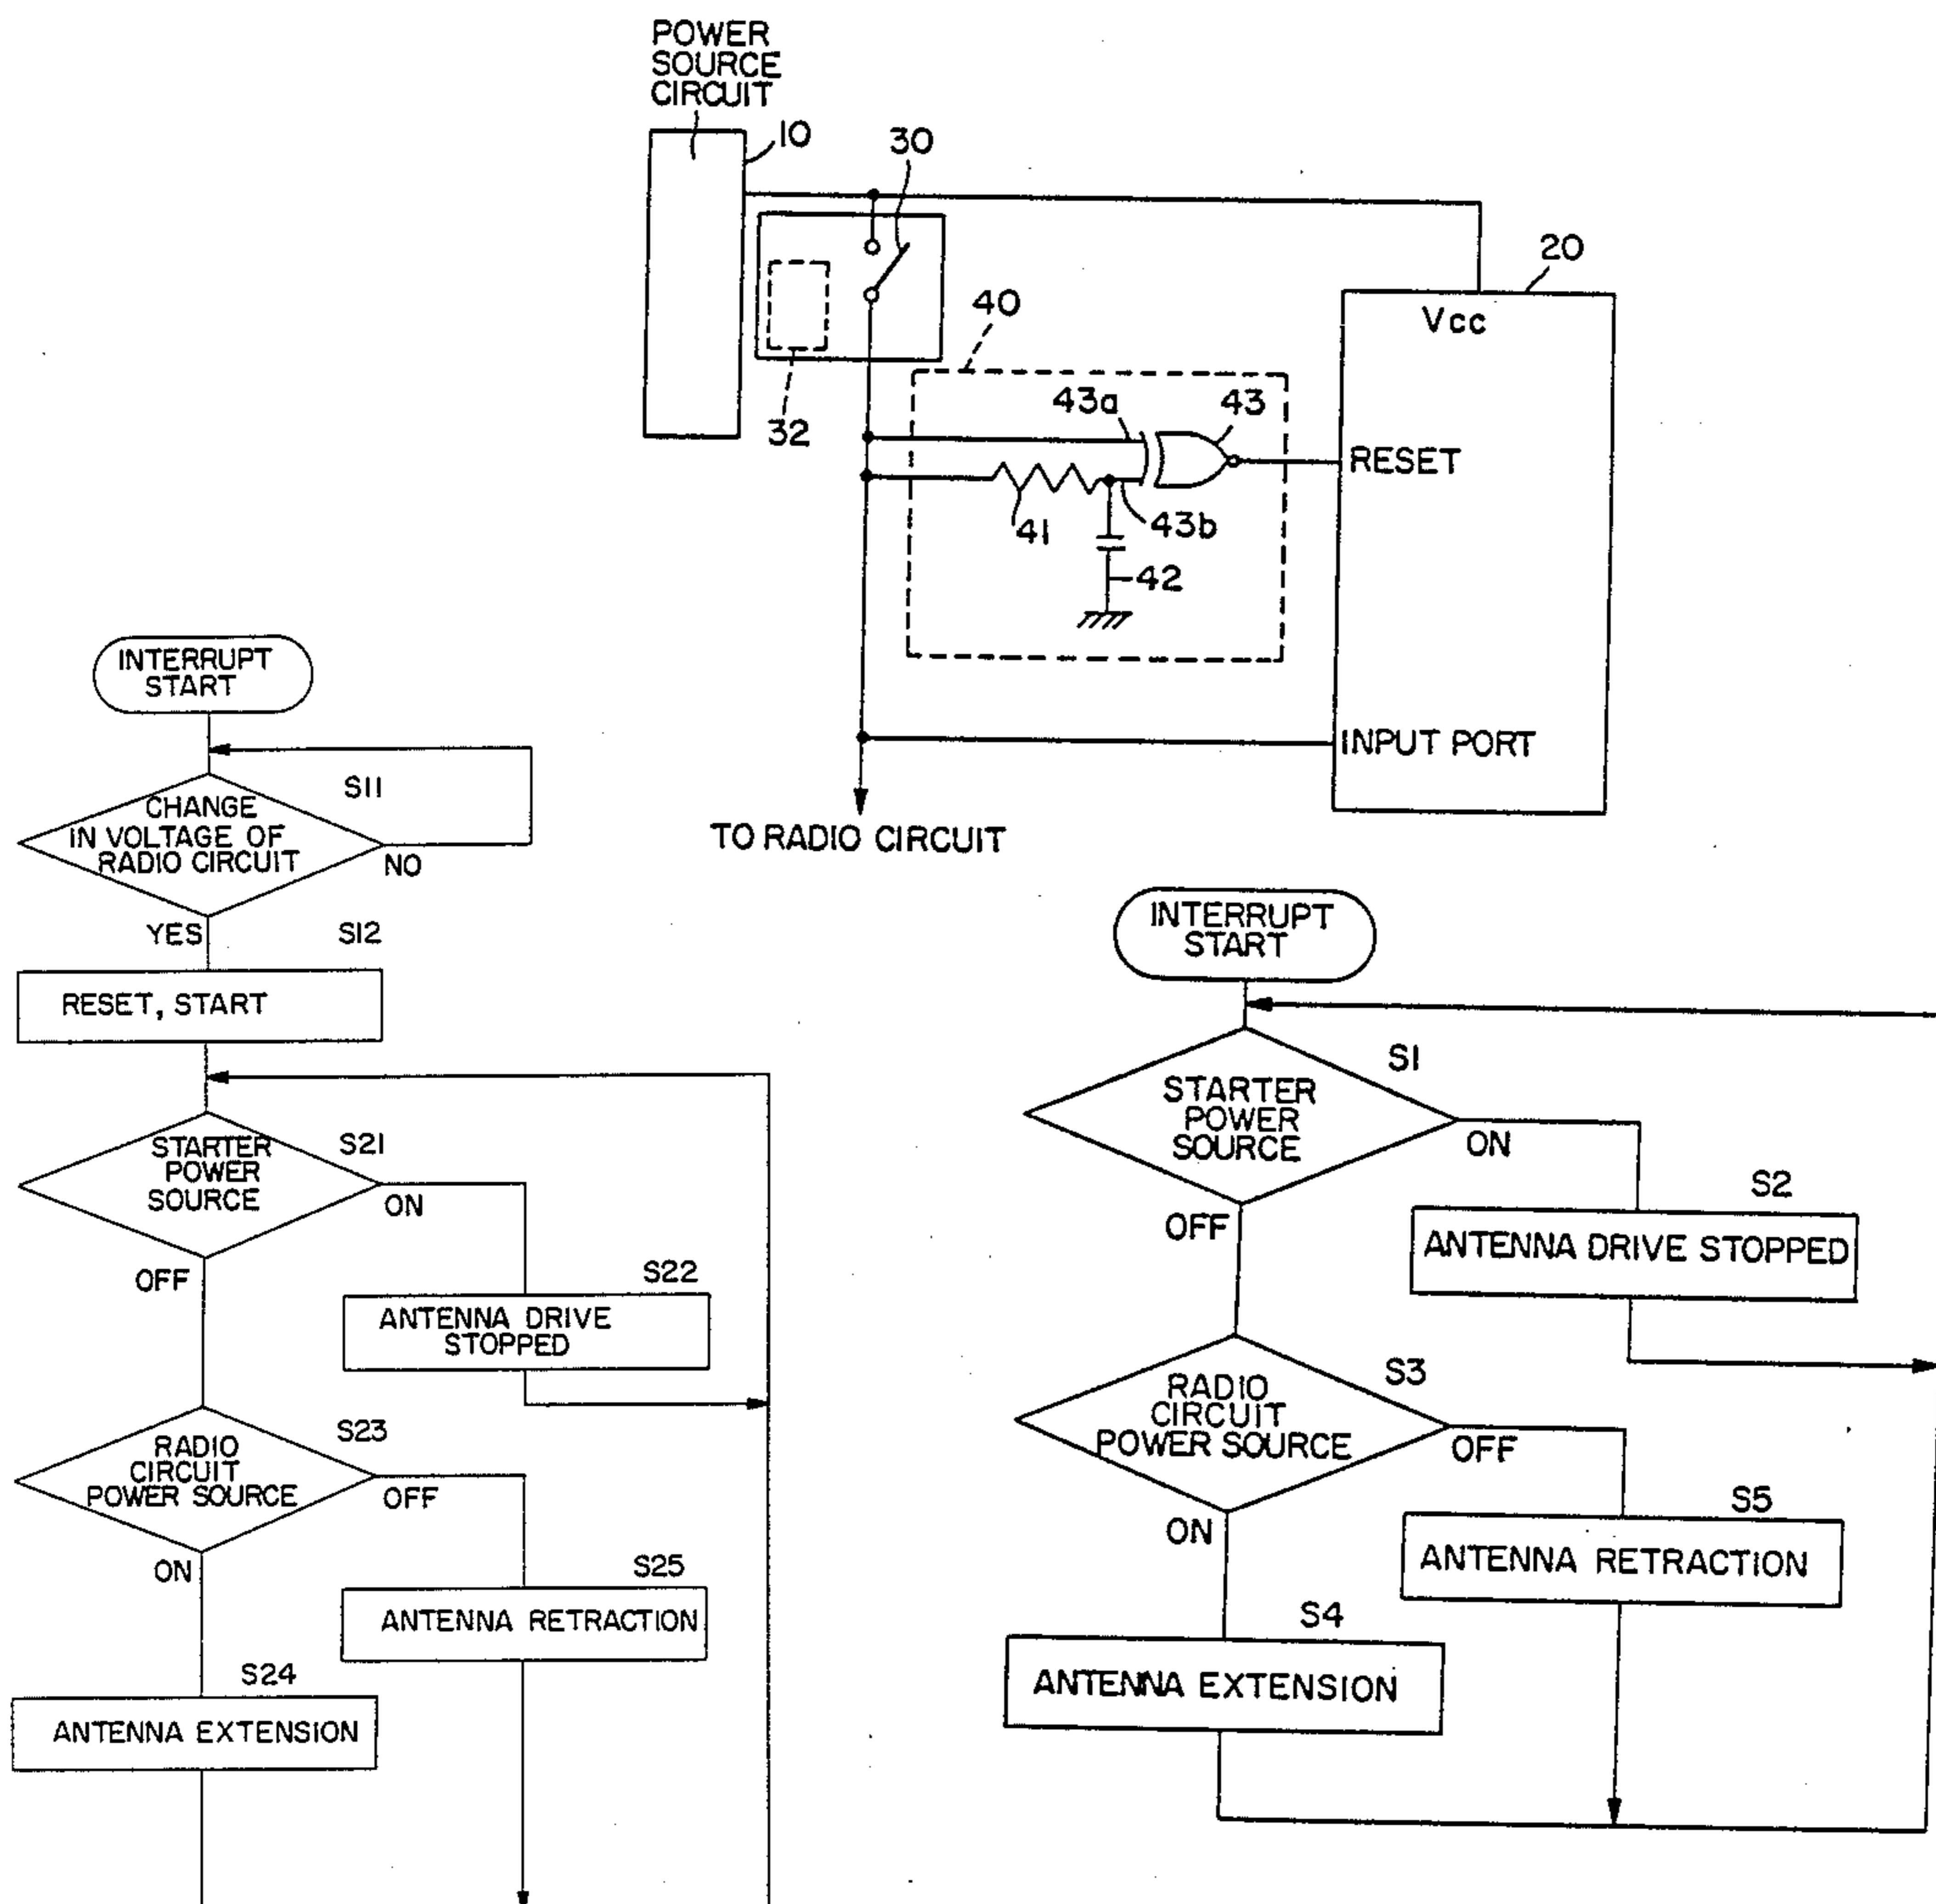 POWER
SOURCE
CIRCUIT
10
30
20
40
Vcc
32
43a
43
RESET
41
43b
42
INPUT PORT
TO RADIO CIRCUIT
INTERRUPT
START
S11
CHANGE
IN VOLTAGE OF
RADIO CIRCUIT
NO
YES
S12
RESET, START
S21
STARTER
POWER
SOURCE
ON
OFF
S22
ANTENNA DRIVE
STOPPED
S23
RADIO
CIRCUIT
POWER SOURCE
OFF
ON
S25
ANTENNA RETRACTION
S24
ANTENNA EXTENSION
INTERRUPT
START
S1
STARTER
POWER
SOURCE
ON
OFF
S2
ANTENNA DRIVE STOPPED
S3
RADIO
CIRCUIT
POWER SOURCE
OFF
ON
S5
ANTENNA RETRACTION
S4
ANTENNA EXTENSION